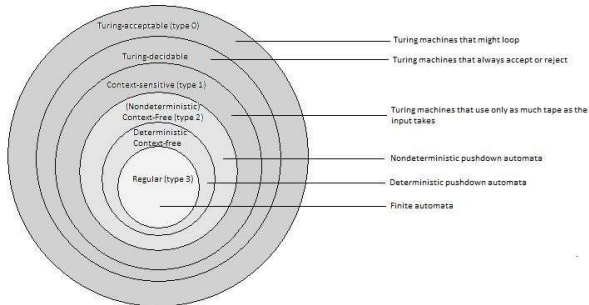 Turing-acceptable (type 0)
Turing-decidable
Context-sensitive (type 1)
(Nondeterministic)
Context-Free (type 2)
Deterministic
Context-free
Regular (type 3)
Turing machines that might loop
Turing machines that always accept or reject
Turing machines that use only as much tape as the
input takes
Nondeterministic pushdown automata
Deterministic pushdown automata
Finite automata